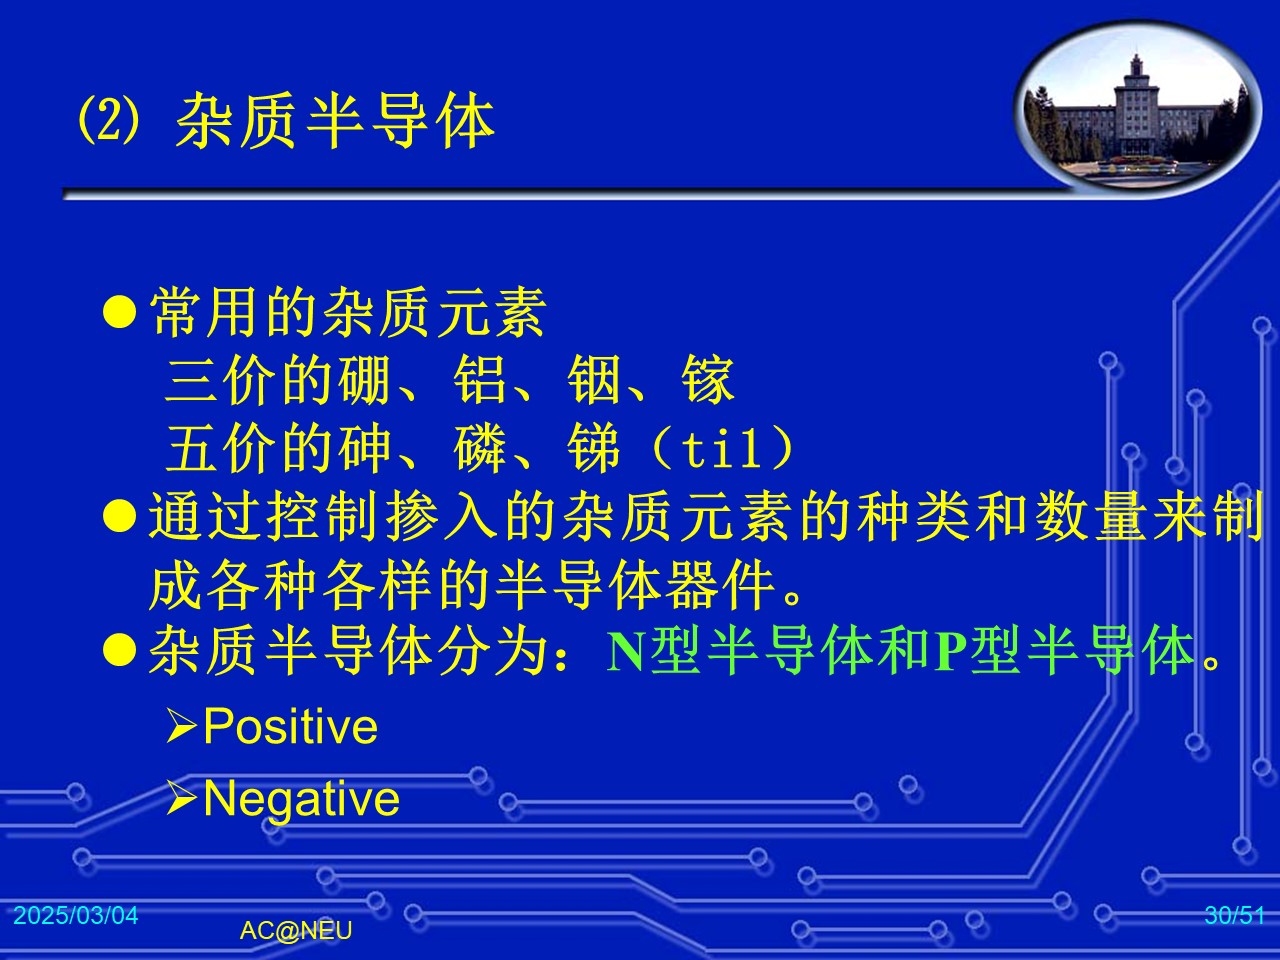 (2) 杂质半导体
●常用的杂质元素
三价的硼、铝、铟、镓
五价的砷、磷、锑（ti1）
●通过控制掺入的杂质元素的种类和数量来制
成各种各样的半导体器件。
●杂质半导体分为：N型半导体和P型半导体。
➢Positive
➢Negative
2025/03/04
AC@NEU
30/51